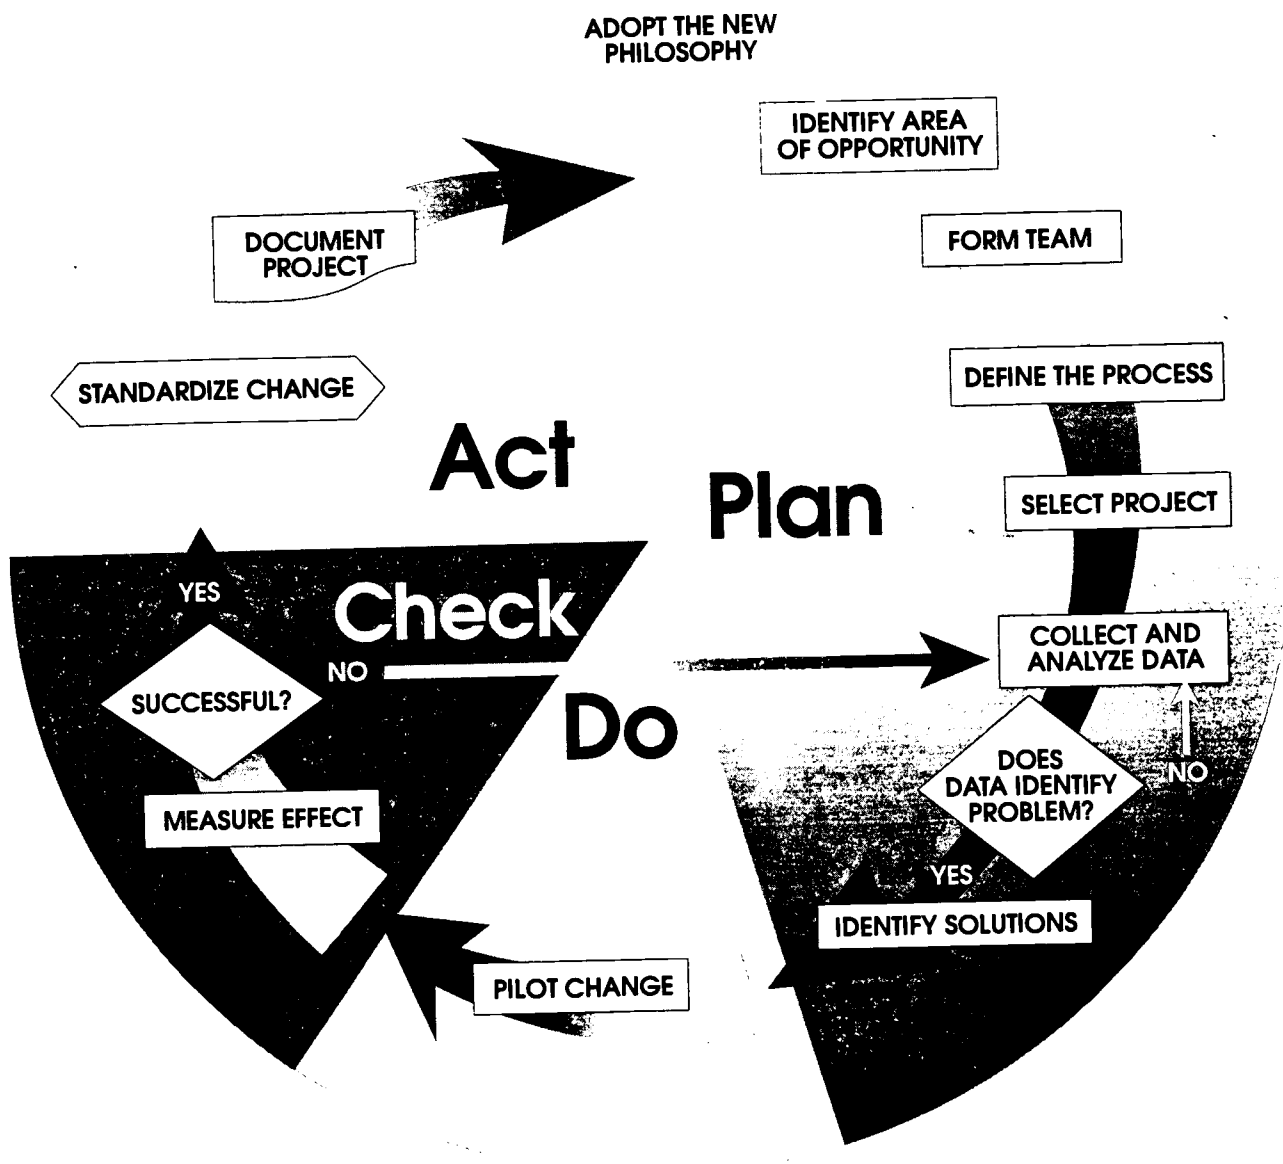 ADOPT THE NEW
PHILOSOPHY
IDENTIFY AREA
OF OPPORTUNITY
FORM TEAM
DEFINE THE PROCESS
SELECT PROJECT
COLLECT AND
ANALYZE DATA
DOES
DATA IDENTIFY
PROBLEM?
NO
YES
IDENTIFY SOLUTIONS
Plan
Do
PILOT CHANGE
Check
MEASURE EFFECT
SUCCESSFUL?
NO
YES
Act
STANDARDIZE CHANGE
DOCUMENT
PROJECT